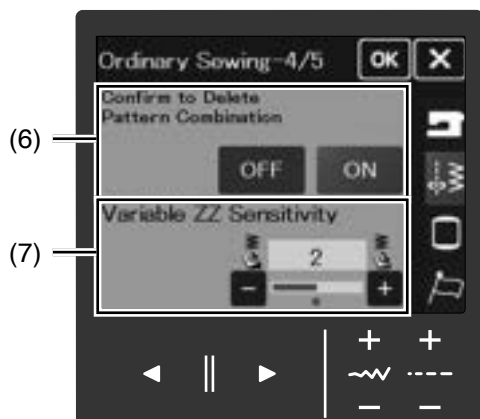 Ordinary Sewing-4/5 OK X
Confirm to Delete
Pattern Combination
(6)
OFF ON
Variable ZZ Sensitivity
(7)
2
- +
+ +
- -